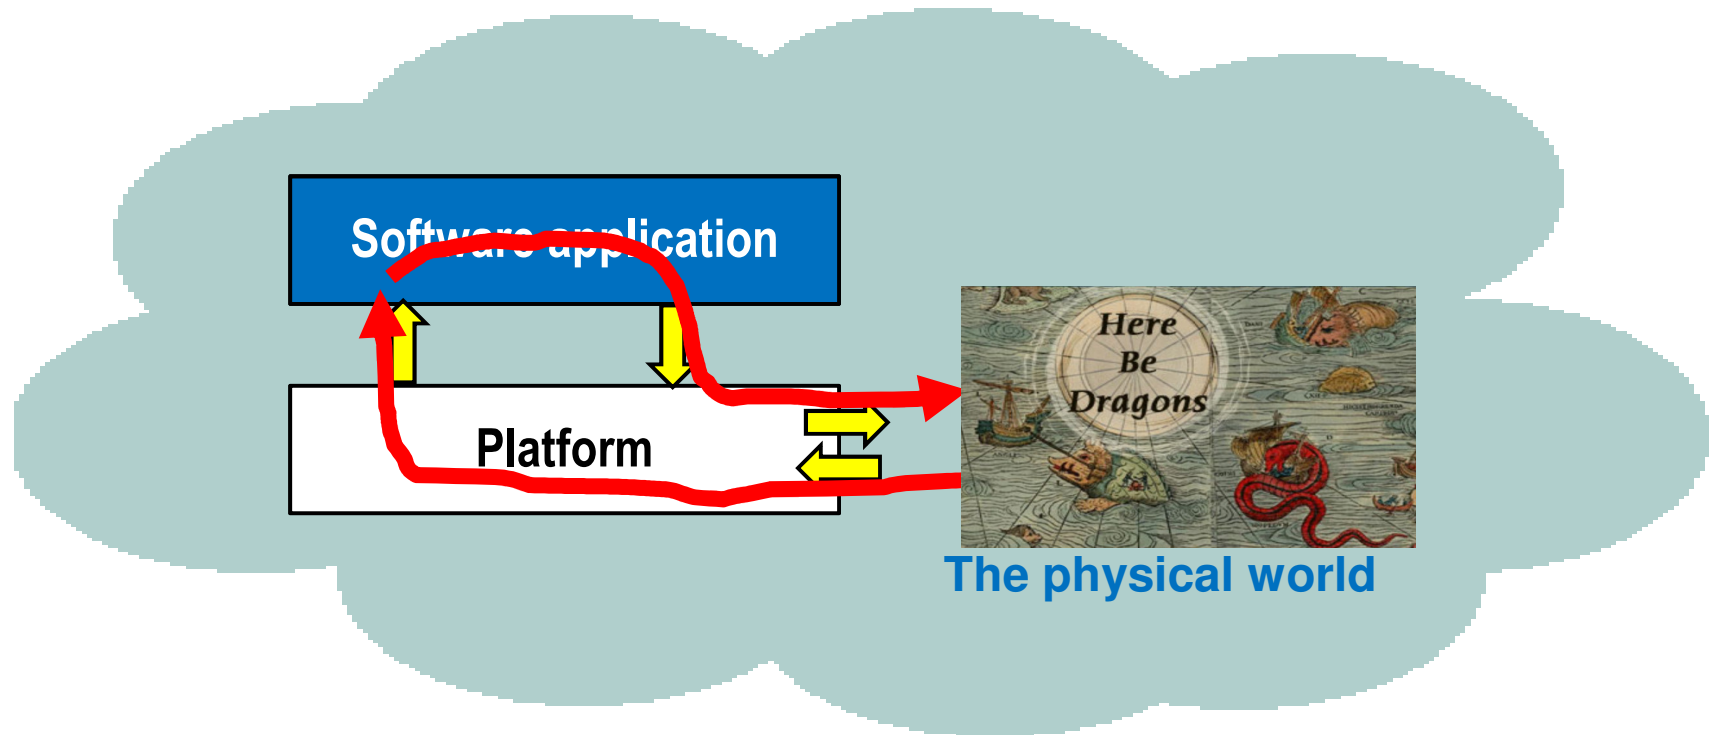 Software application
Here
Be
Dragons
Platform
The physical world